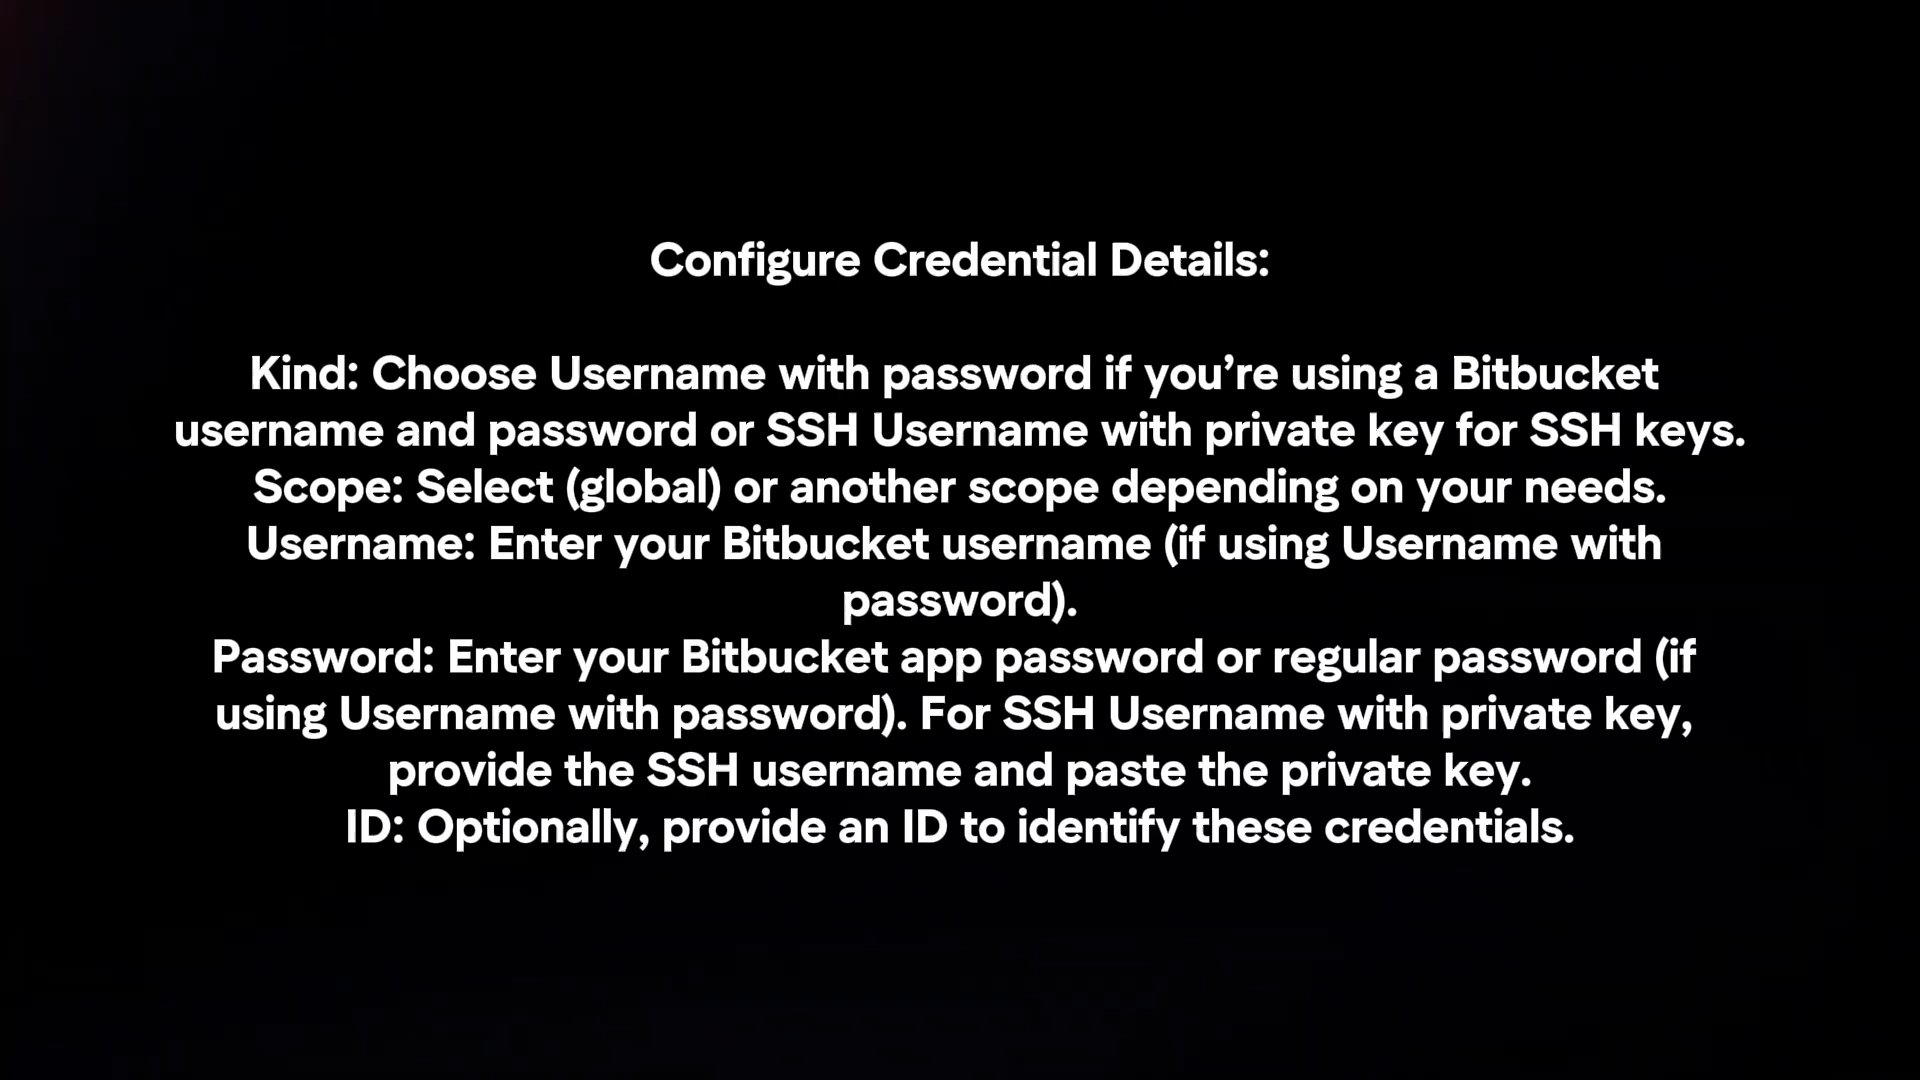 Configure Credential Details:
Kind: Choose Username with password if you’re using a Bitbucket
username and password or SSH Username with private key for SSH keys.
Scope: Select (global) or another scope depending on your needs.
Username: Enter your Bitbucket username (if using Username with
password).
Password: Enter your Bitbucket app password or regular password (if
using Username with password). For SSH Username with private key,
provide the SSH username and paste the private key.
ID: Optionally, provide an ID to identify these credentials.